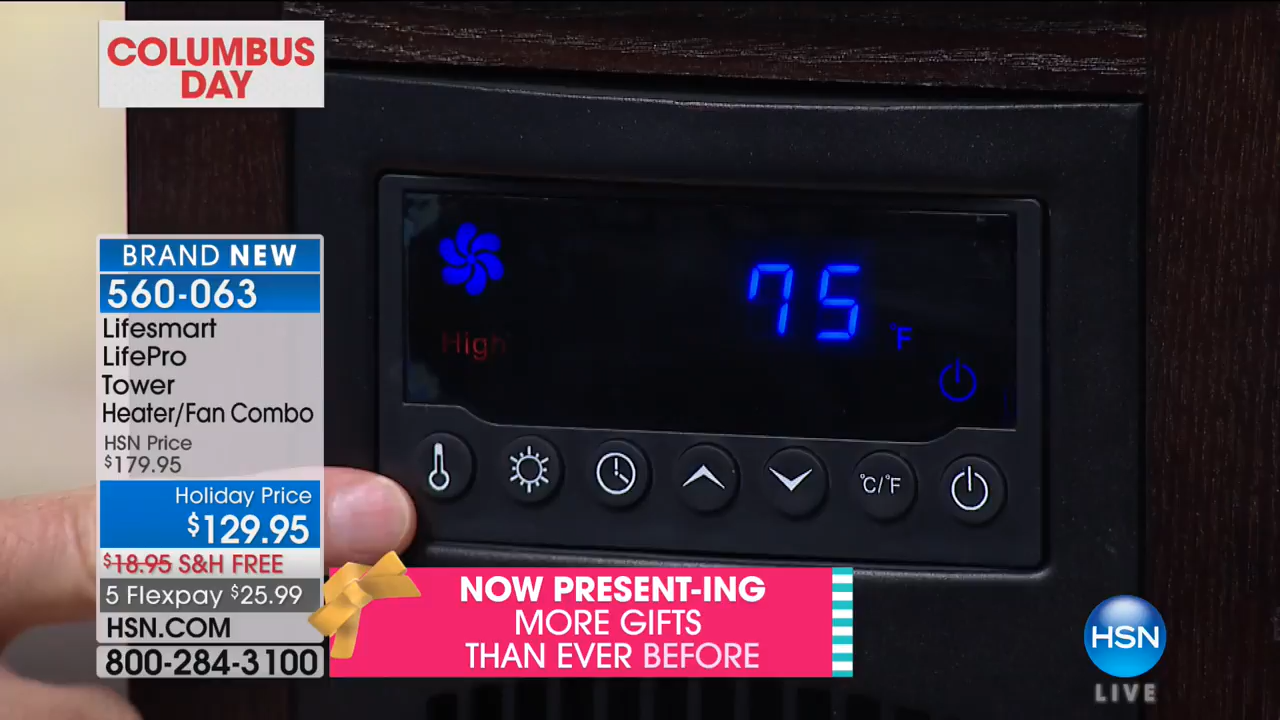 COLUMBUS
DAY
BRAND NEW
560-063
Lifesmart
LifePro
Tower
Heater/Fan Combo
HSN Price
$179.95
Holiday Price
$129.95
$18.95 S&H FREE
5 Flexpay $25.99
HSN.COM
800-284-3100
High
75
°F
°C/°F
NOW PRESENT-ING
MORE GIFTS
THAN EVER BEFORE
HSN
LIVE